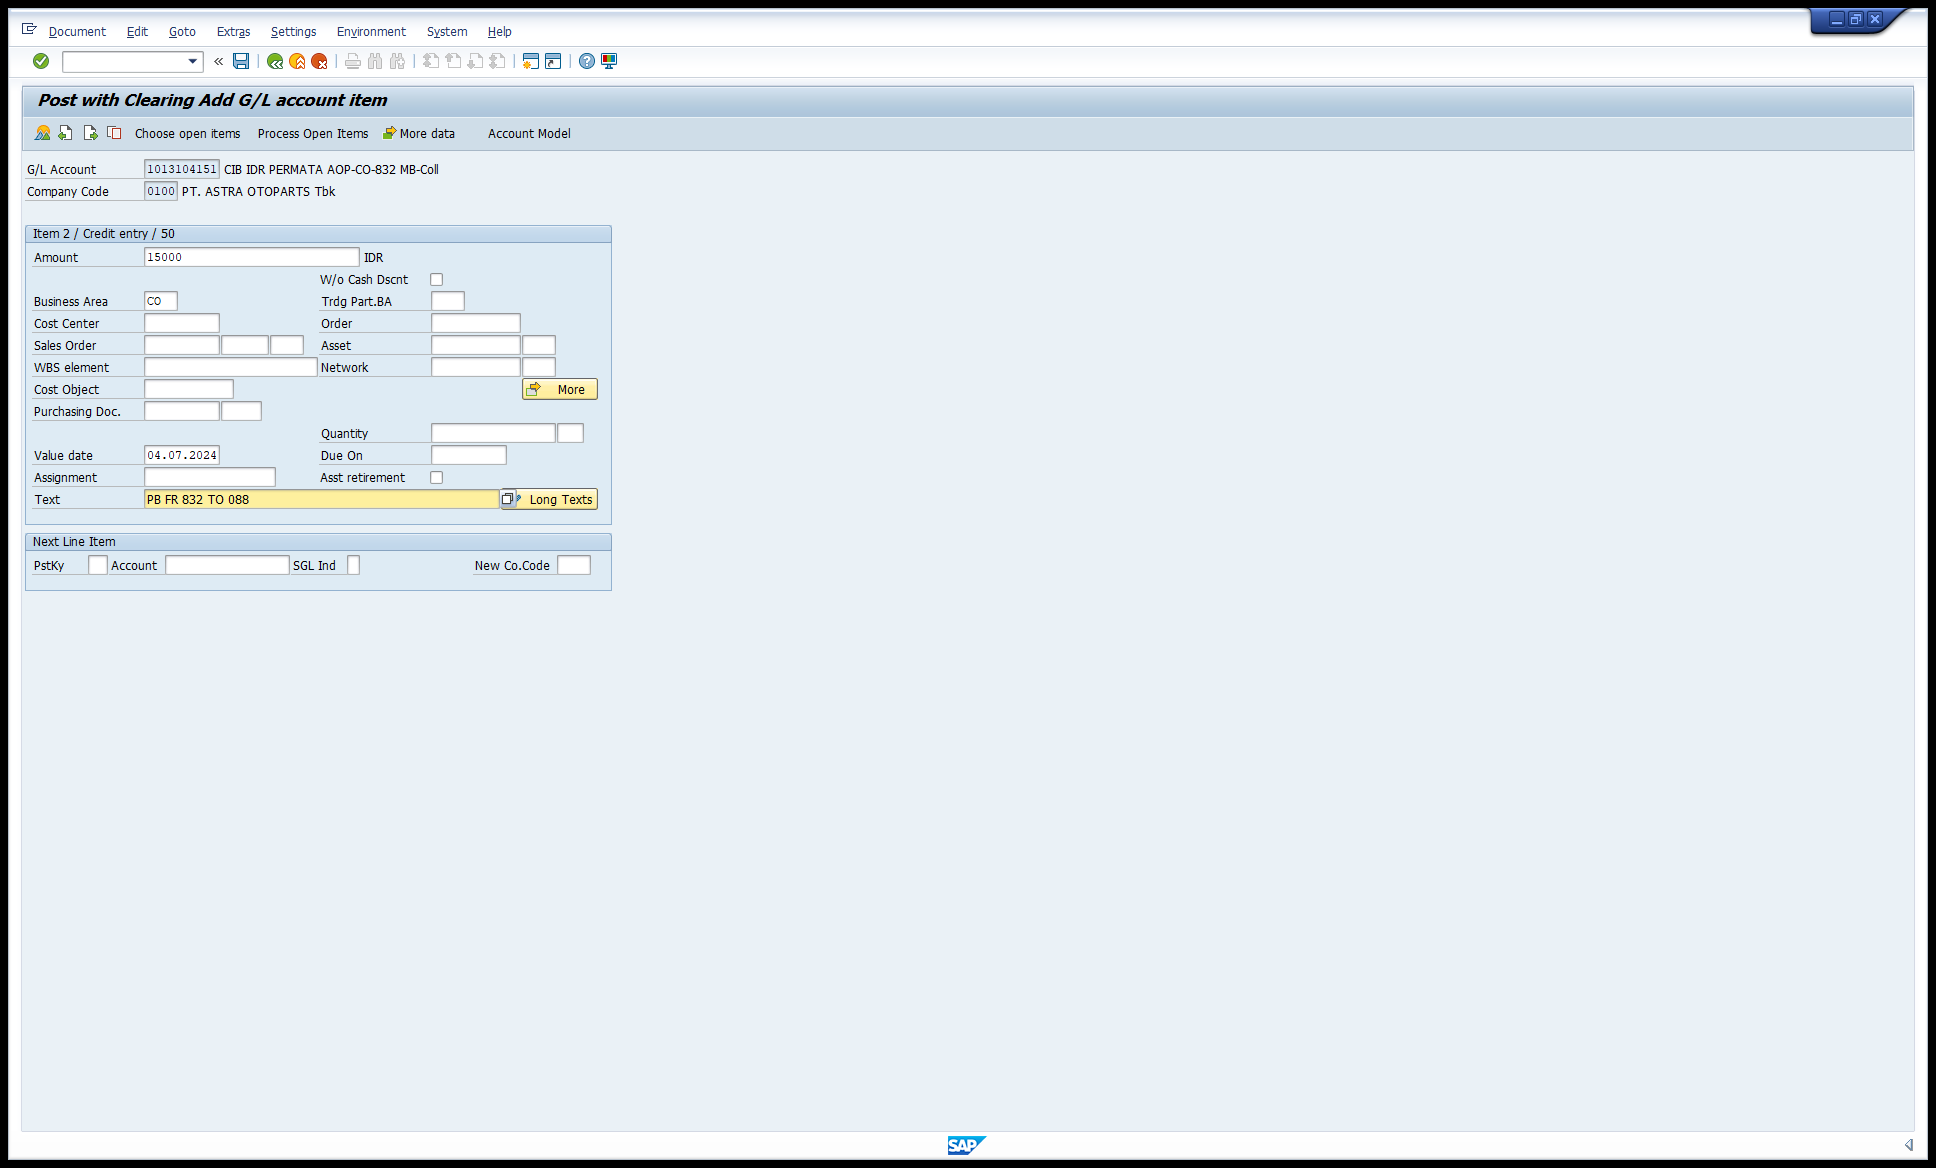 Document Edit Goto Extras Settings Environment System Help
Post with Clearing Add G/L account item
Choose open items Process Open Items More data Account Model
G/L Account 1013104151 CIB IDR PERMATA AOP-CO-832 MB-Coll
Company Code 0100 PT. ASTRA OTOPARTS Tbk
Item 2 / Credit entry / 50
Amount 15000 IDR
W/o Cash Dscnt
Business Area CO Trdg Part.BA
Cost Center Order
Sales Order Asset
WBS element Network
Cost Object More
Purchasing Doc.
Quantity
Value date 04.07.2024 Due On
Assignment Asst retirement
Text PB FR 832 TO 088 Long Texts
Next Line Item
PstKy Account SGL Ind New Co.Code
SAP